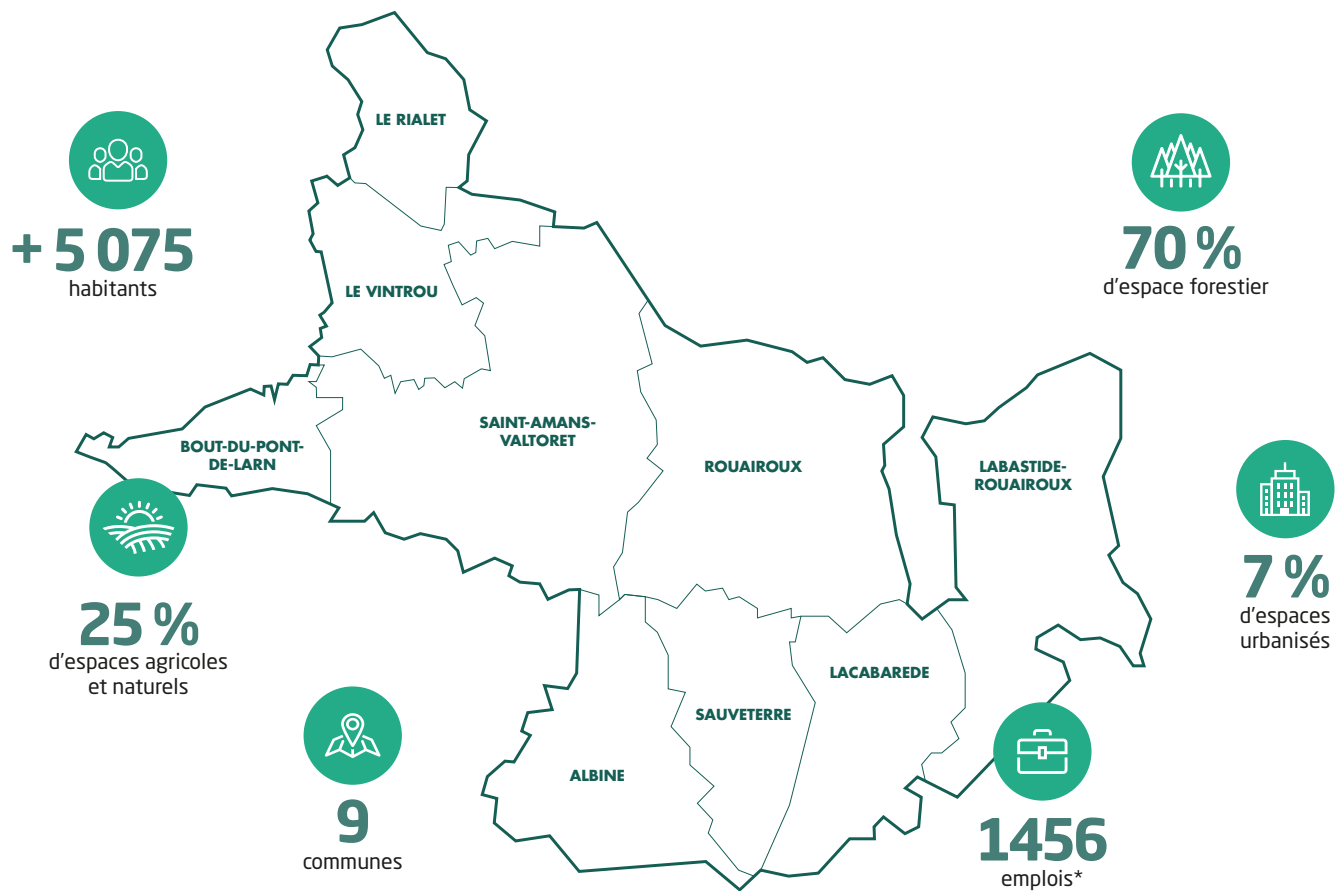 LE RIALET
+ 5 075
habitants
70 %
d'espace forestier
LE VINTROU
SAINT-AMANS-
VALTORET
BOUT-DU-PONT-
DE-LARN
ROUAIROUX
LABASTIDE-
ROUAIROUX
7 %
d'espaces
urbanisés
25 %
d'espaces agricoles
et naturels
LACABAREDE
SAUVETERRE
ALBINE
9
communes
1456
emplois*